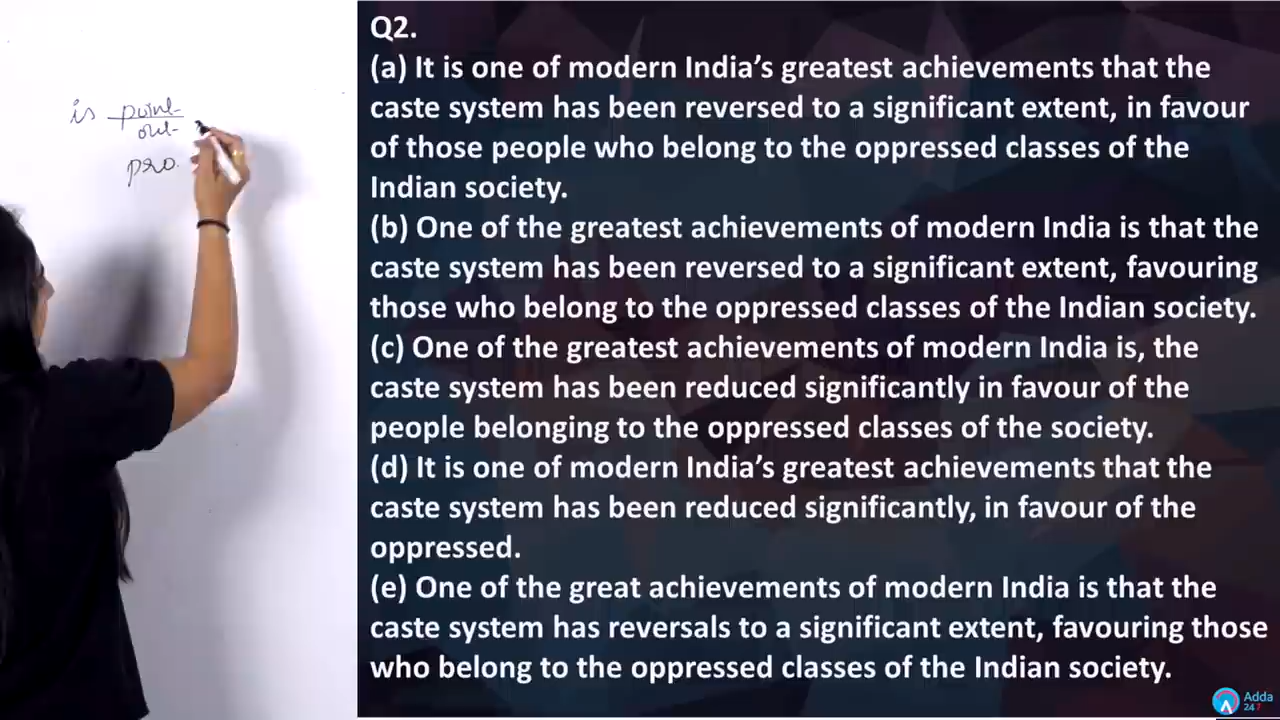 is point
out
pro.
Q2.
(a) It is one of modern India's greatest achievements that the
caste system has been reversed to a significant extent, in favour
of those people who belong to the oppressed classes of the
Indian society.
(b) One of the greatest achievements of modern India is that the
caste system has been reversed to a significant extent, favouring
those who belong to the oppressed classes of the Indian society.
(c) One of the greatest achievements of modern India is, the
caste system has been reduced significantly in favour of the
people belonging to the oppressed classes of the society.
(d) It is one of modern India's greatest achievements that the
caste system has been reduced significantly, in favour of the
oppressed.
(e) One of the great achievements of modern India is that the
caste system has reversals to a significant extent, favouring those
who belong to the oppressed classes of the Indian society.
Adda
247